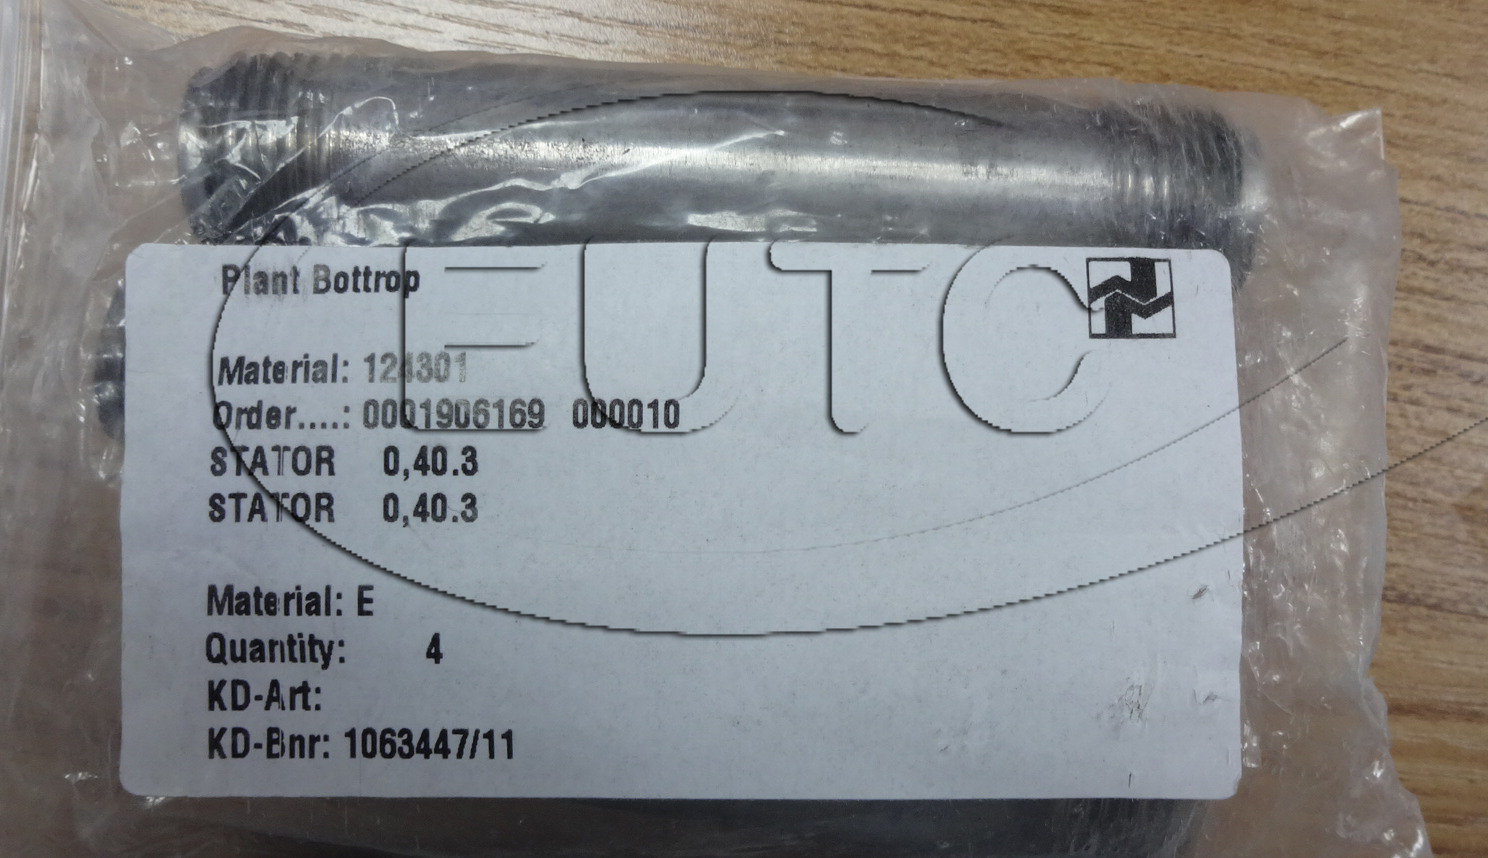 Plant Bottrop
Material: 124301
Order....: 0001906169 000010
STATOR 0,40.3
STATOR 0,40.3
Material: E
Quantity: 4
KD-Art:
KD-Bnr: 1063447/11
EUTC